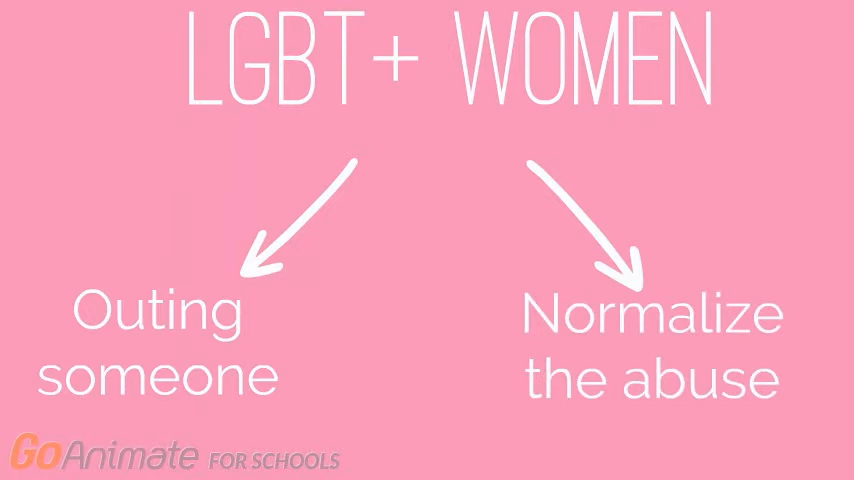 LGBT+ WOMEN
Outing
someone
Normalize
the abuse
GoAnimate FOR SCHOOLS